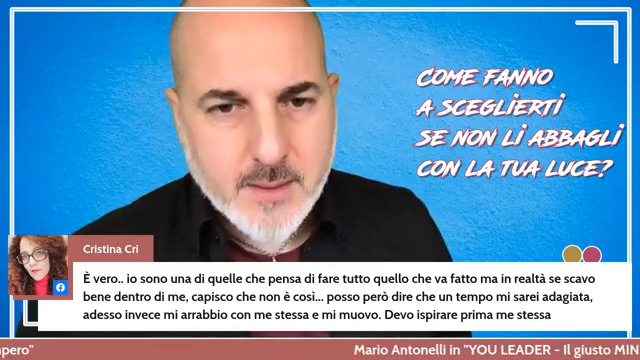 COME FANNO
A SCEGLIERTI
SE NON LI ABBAGLI
CON LA TUA LUCE?
Cristina Cri
È vero.. io sono una di quelle che pensa di fare tutto quello che va fatto ma in realtà se scavo
bene dentro di me, capisco che non è così... posso però dire che un tempo mi sarei adagiata,
adesso invece mi arrabbio con me stessa e mi muovo. Devo ispirare prima me stessa
mpero" Mario Antonelli in "YOU LEADER - Il giusto MIN